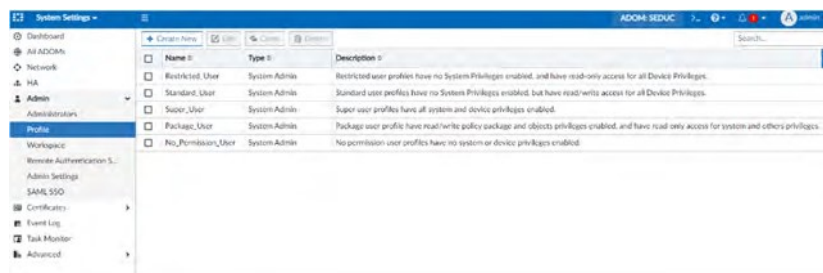 System Settings
ADOM: SEDUC
admin
Dashboard
All ADOMs
Network
HA
Admin
Administrators
Profile
Workspace
Remote Authentication S...
Admin Settings
SAML SSO
Certificates
Event Log
Task Monitor
Advanced
+ Create New Edit Clone Delete Search...
Name Type Description
Restricted_User System Admin Restricted user profiles have no System Privileges enabled, and have read-only access for all Device Privileges.
Standard_User System Admin Standard user profiles have no System Privileges enabled, but have read/write access for all Device Privileges.
Super_User System Admin Super user profiles have all system and device privileges enabled.
Package_User System Admin Package user profile have read/write policy package and objects privileges enabled, and have read-only access for system and others privileges.
No_Permission_User System Admin No permission user profiles have no system or device privileges enabled.